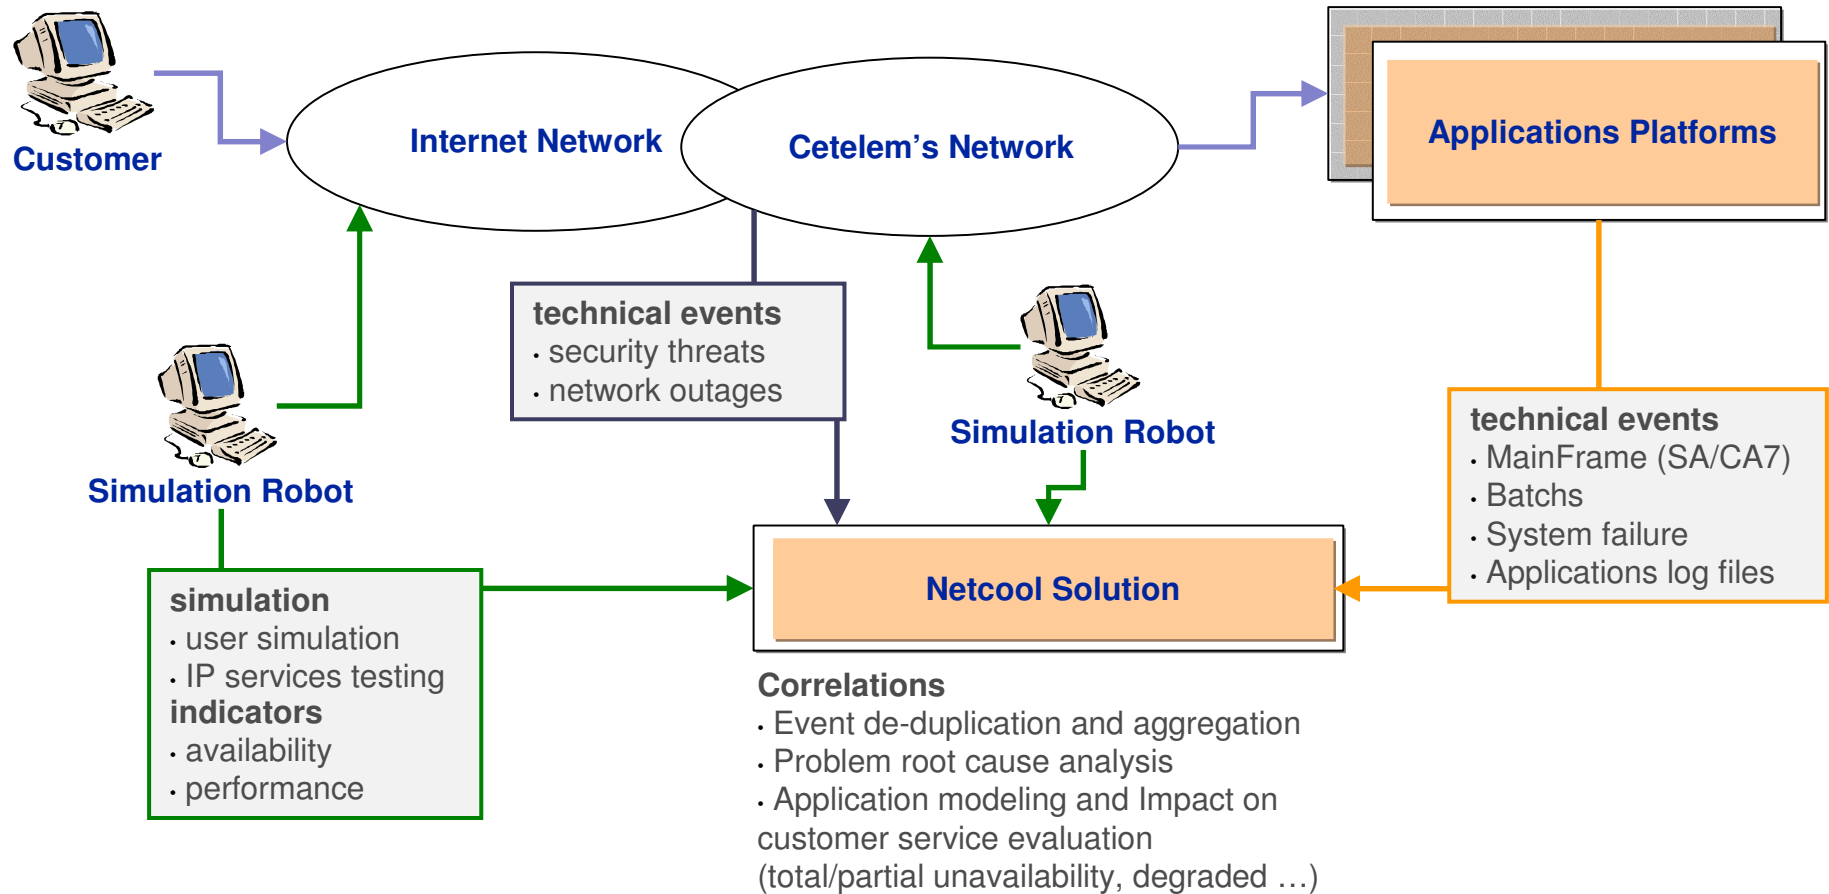 Customer
Internet Network
Cetelem’s Network
Applications Platforms
technical events
· security threats
· network outages
Simulation Robot
Simulation Robot
technical events
· MainFrame (SA/CA7)
· Batchs
· System failure
· Applications log files
simulation
· user simulation
· IP services testing
indicators
· availability
· performance
Netcool Solution
Correlations
· Event de-duplication and aggregation
· Problem root cause analysis
· Application modeling and Impact on
customer service evaluation
(total/partial unavailability, degraded …)